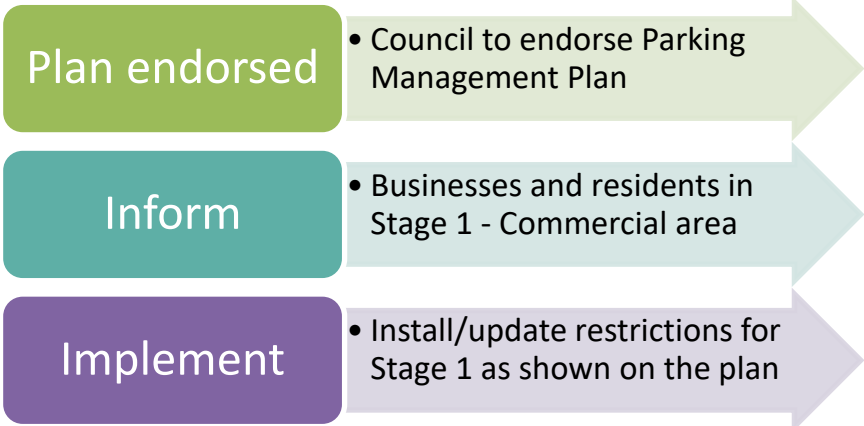 Plan endorsed
• Council to endorse Parking
Management Plan
Inform
• Businesses and residents in
Stage 1 - Commercial area
Implement
• Install/update restrictions for
Stage 1 as shown on the plan